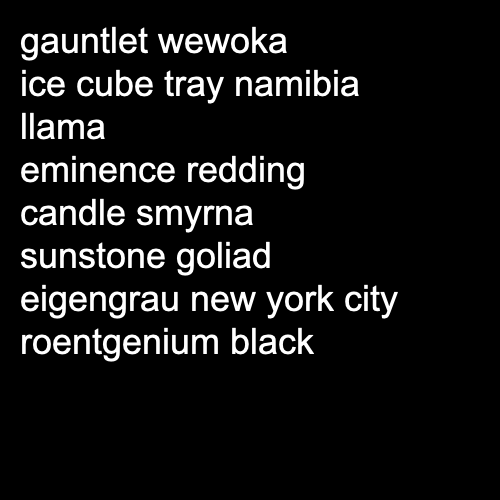 gauntlet wewoka
ice cube tray namibia
llama
eminence redding
candle smyrna
sunstone goliad
eigengrau new york city
roentgenium black